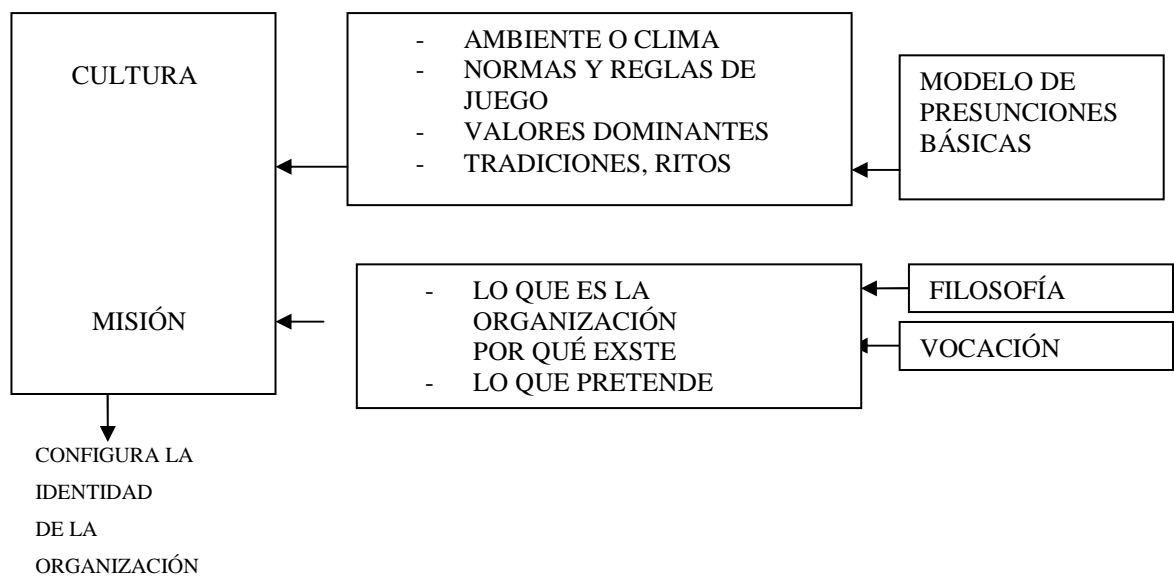 CULTURA
- AMBIENTE O CLIMA
- NORMAS Y REGLAS DE
JUEGO
- VALORES DOMINANTES
- TRADICIONES, RITOS
MODELO DE
PRESUNCIONES
BÁSICAS
MISIÓN
- LO QUE ES LA
ORGANIZACIÓN
POR QUÉ EXSTE
- LO QUE PRETENDE
FILOSOFÍA
VOCACIÓN
CONFIGURA LA
IDENTIDAD
DE LA
ORGANIZACIÓN